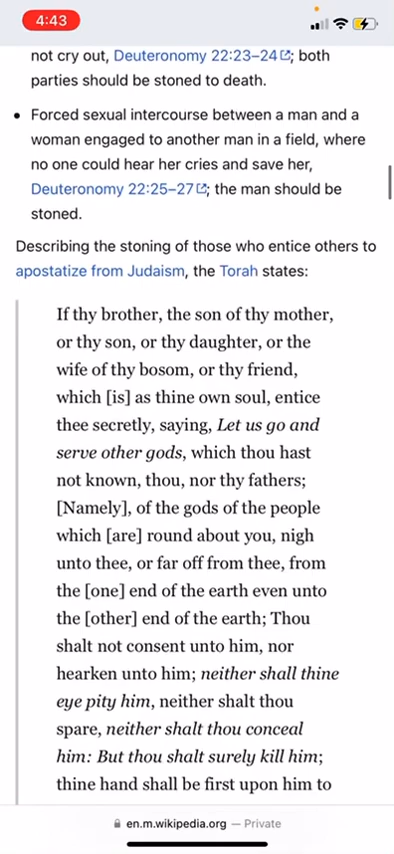 4:43
not cry out, Deuteronomy 22:23–24; both
parties should be stoned to death.
• Forced sexual intercourse between a man and a
woman engaged to another man in a field, where
no one could hear her cries and save her,
Deuteronomy 22:25–27; the man should be
stoned.
Describing the stoning of those who entice others to
apostatize from Judaism, the Torah states:
If thy brother, the son of thy mother,
or thy son, or thy daughter, or the
wife of thy bosom, or thy friend,
which [is] as thine own soul, entice
thee secretly, saying, Let us go and
serve other gods, which thou hast
not known, thou, nor thy fathers;
[Namely], of the gods of the people
which [are] round about you, nigh
unto thee, or far off from thee, from
the [one] end of the earth even unto
the [other] end of the earth; Thou
shalt not consent unto him, nor
hearken unto him; neither shall thine
eye pity him, neither shalt thou
spare, neither shalt thou conceal
him: But thou shalt surely kill him;
thine hand shall be first upon him to
en.m.wikipedia.org — Private